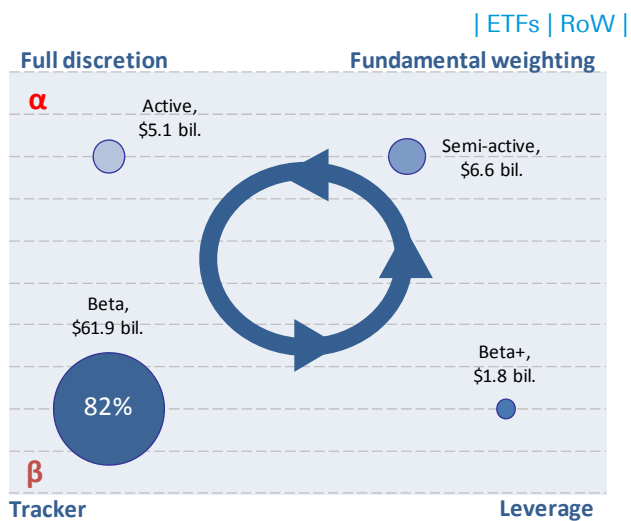 | ETFs | RoW |
Full discretion
Fundamental weighting
α
Active,
$5.1 bil.
Semi-active,
$6.6 bil.
Beta,
$61.9 bil.
Beta+,
$1.8 bil.
82%
β
Tracker
Leverage